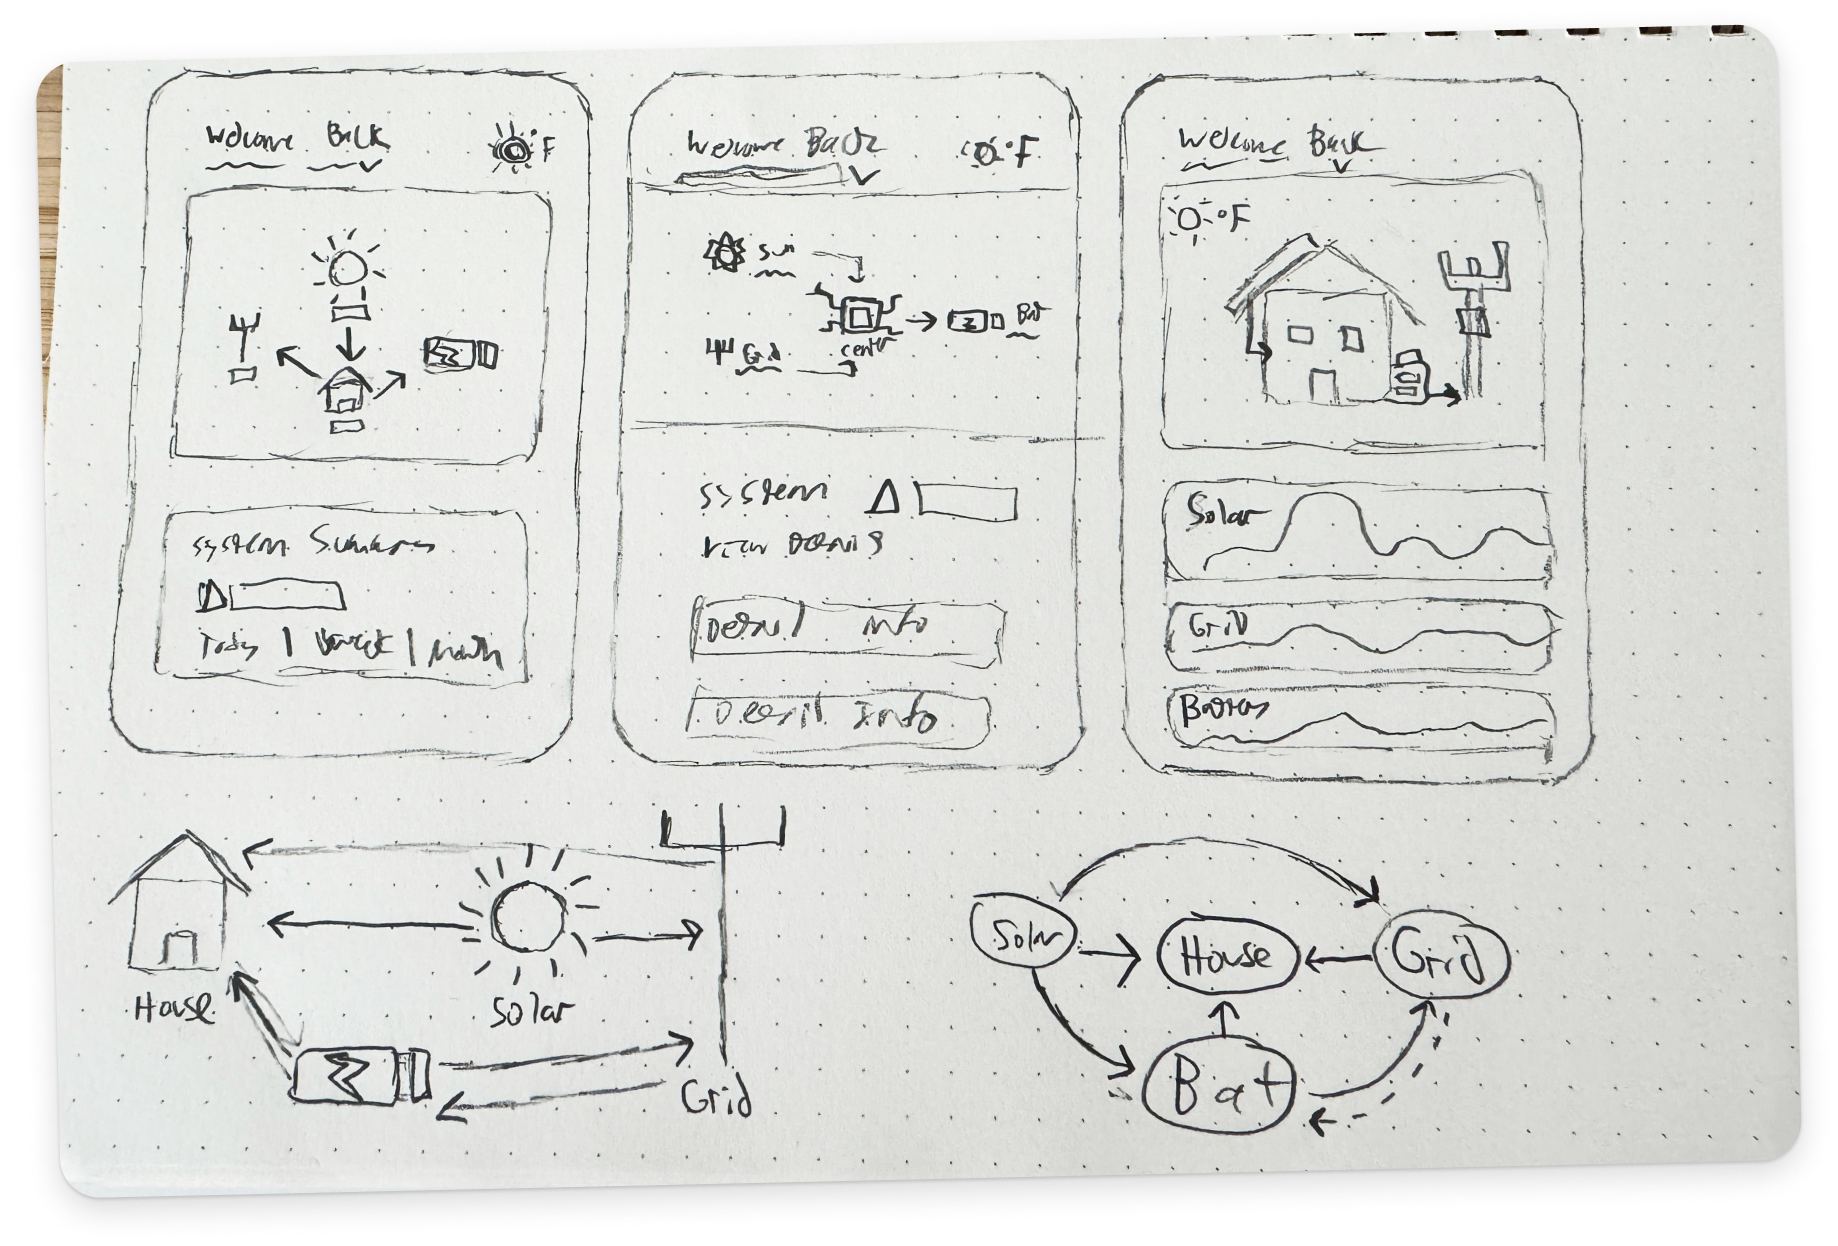 Welcome Back
°F
System Summary
Today | Week | Month
Welcome Back
°F
Sun
Grid
center
Bat
System
View Details
Detail Info
Detail Info
Welcome Back
°F
Solar
Grid
Battery
House
Solar
Grid
Solar
House
Grid
Bat